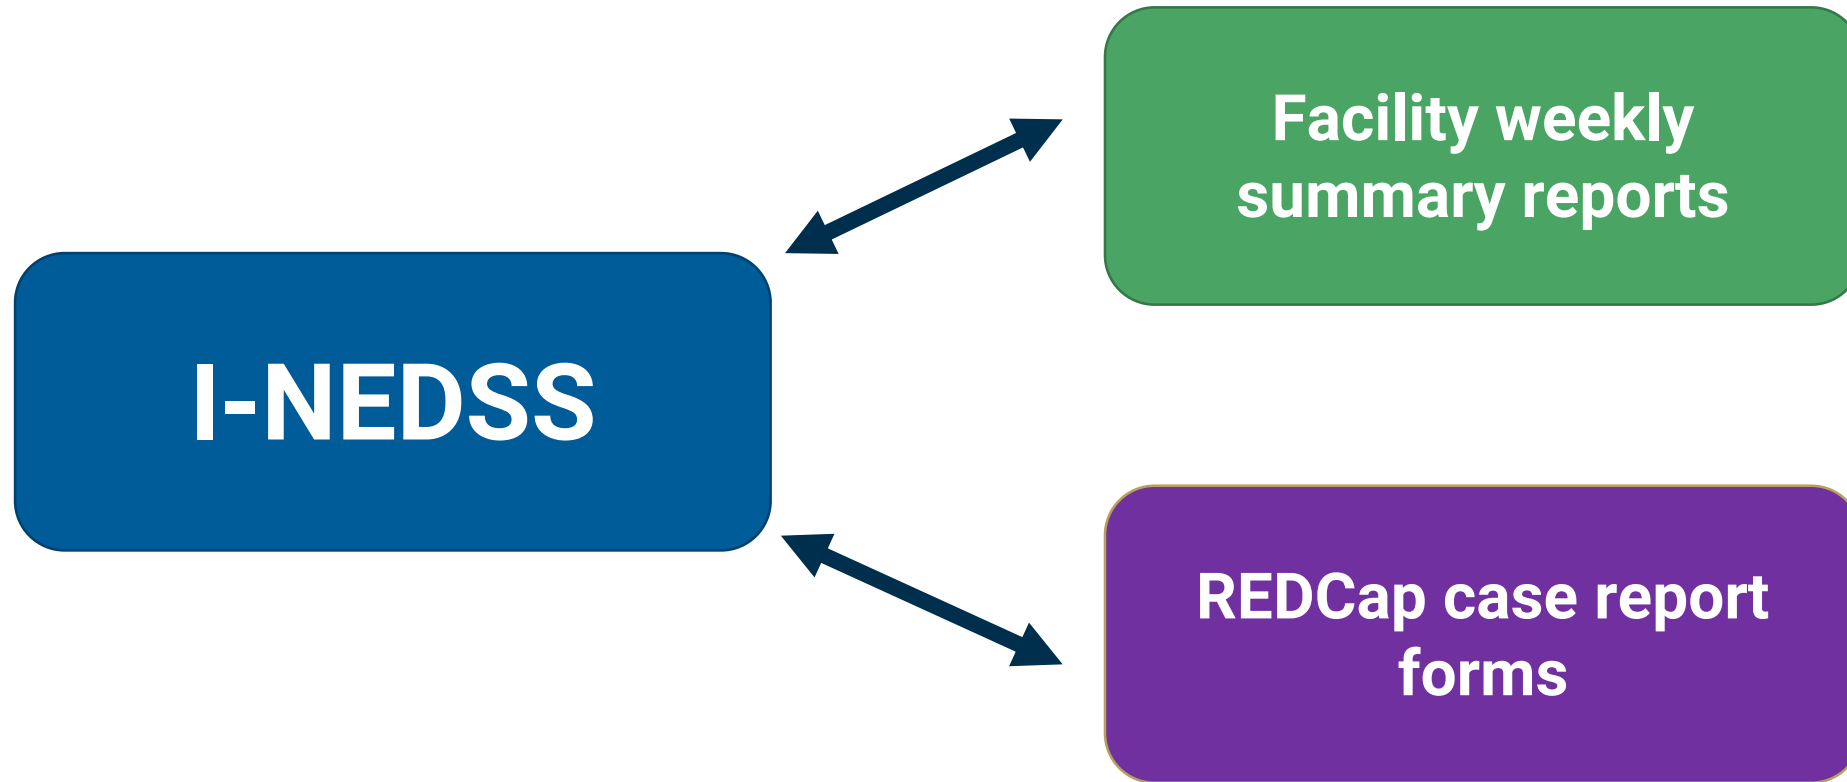 Facility weekly
summary reports
I-NEDSS
REDCap case report
forms